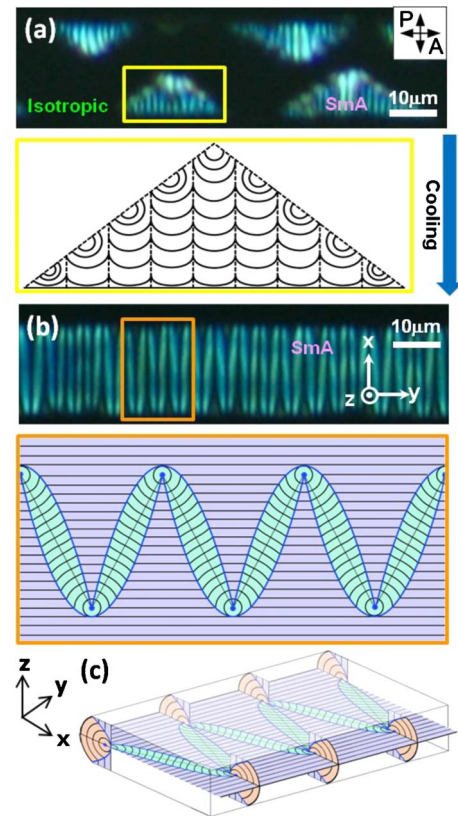 (a)
P
A
Isotropic
SmA
10μm
Cooling
(b)
SmA
10μm
x
z
y
(c)
z
y
x